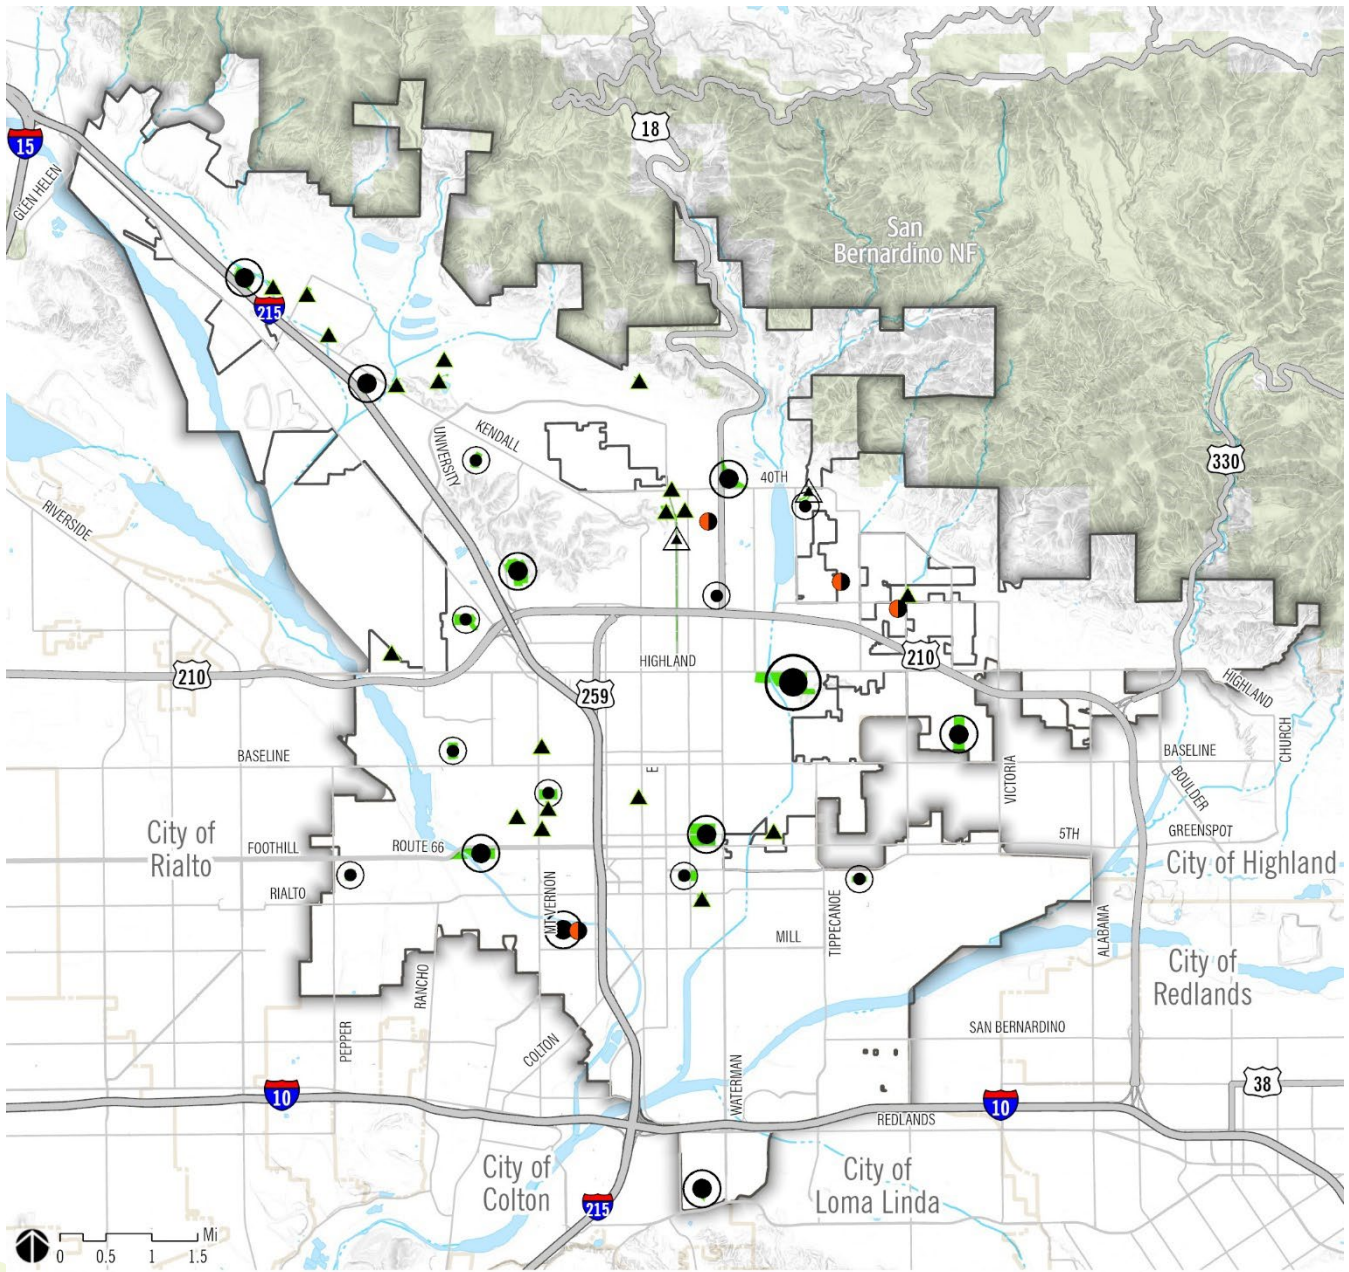 18
15
GLEN HELEN
San
Bernardino NF
215
KENDALL
UNIVERSITY
40TH
330
RIVERSIDE
210
HIGHLAND
210
259
HIGHLAND
BASELINE
E
VICTORIA
BASELINE
CHURCH
BOULDER
City of
Rialto
FOOTHILL
ROUTE 66
5TH
GREENSPOT
City of Highland
RIALTO
MT VERNON
MILL
TIPPECANOE
ALABAMA
City of
Redlands
RANCHO
PEPPER
COLTON
SAN BERNARDINO
WATERMAN
10
10
38
REDLANDS
City of
Colton
City of
Loma Linda
215
Mi
0 0.5 1 1.5